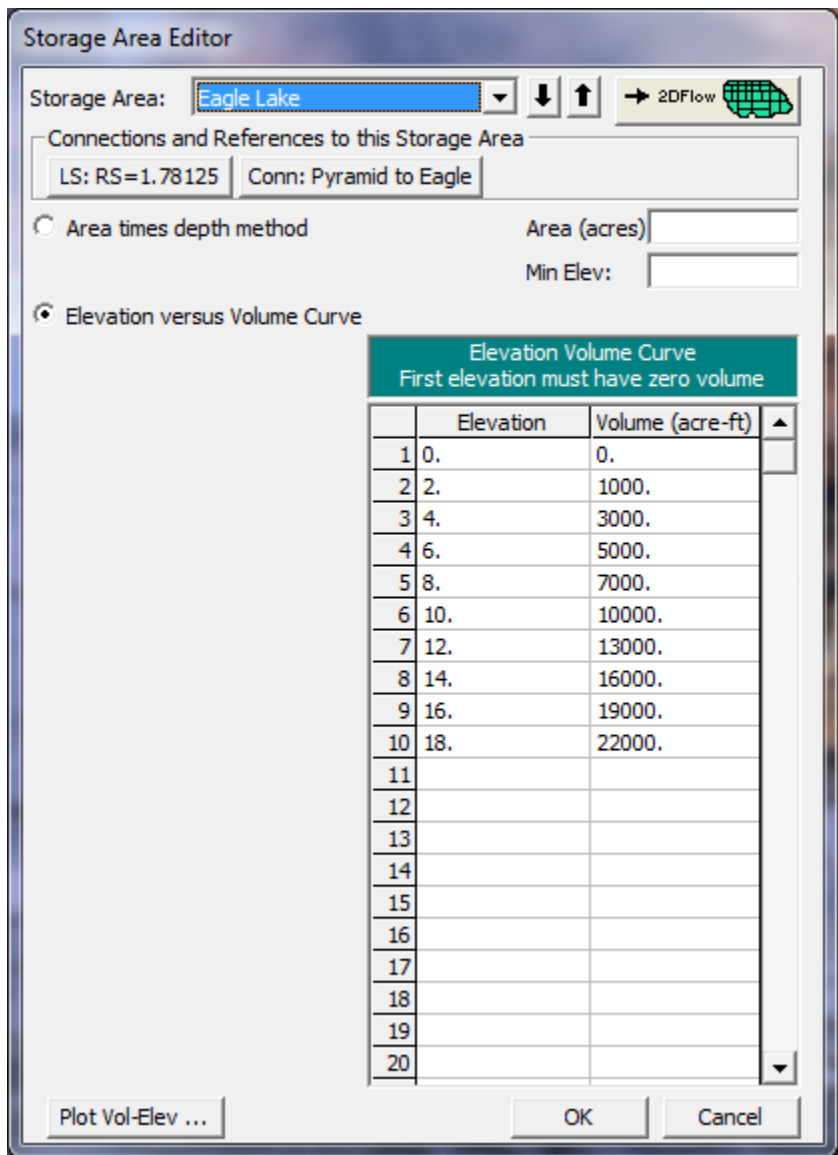 Storage Area Editor
Storage Area: Eagle Lake 2DFlow
Connections and References to this Storage Area
LS: RS=1.78125 Conn: Pyramid to Eagle
Area times depth method Area (acres)
Min Elev:
Elevation versus Volume Curve
Elevation Volume Curve
First elevation must have zero volume
Elevation Volume (acre-ft)
1 0. 0.
2 2. 1000.
3 4. 3000.
4 6. 5000.
5 8. 7000.
6 10. 10000.
7 12. 13000.
8 14. 16000.
9 16. 19000.
10 18. 22000.
11
12
13
14
15
16
17
18
19
20
Plot Vol-Elev ... OK Cancel